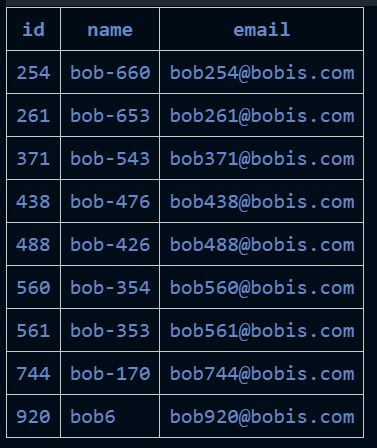 id name email
254 bob-660 bob254@bobis.com
261 bob-653 bob261@bobis.com
371 bob-543 bob371@bobis.com
438 bob-476 bob438@bobis.com
488 bob-426 bob488@bobis.com
560 bob-354 bob560@bobis.com
561 bob-353 bob561@bobis.com
744 bob-170 bob744@bobis.com
920 bob6 bob920@bobis.com